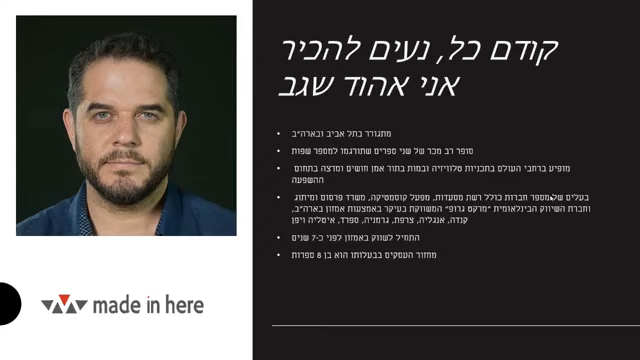 קודם כל, נעים להכיר
אני אהוד שגב
• מתגורר בתל אביב ובארה"ב
• סופר רב מכר של שני ספרים שתורגמו למספר שפות
• מופיע ברחבי העולם בתכניות טלוויזיה ובמות בתור אמן חושים ומרצה בתחום
ההשפעה
• בעלים של מספר חברות כולל רשת מסעדות, מפעל קוסמטיקה, משרד פרסום ומיתוג
וחברת השיווק הבינלאומית "מרקט גרופ" המשווקת בעיקר באמצעות אמזון בארה"ב,
קנדה, אנגליה, צרפת, גרמניה, ספרד, איטליה ויפן
• התחיל לשווק באמזון לפני כ-7 שנים
• מחזור העסקים בבעלותו הוא בן 8 ספרות
made in here